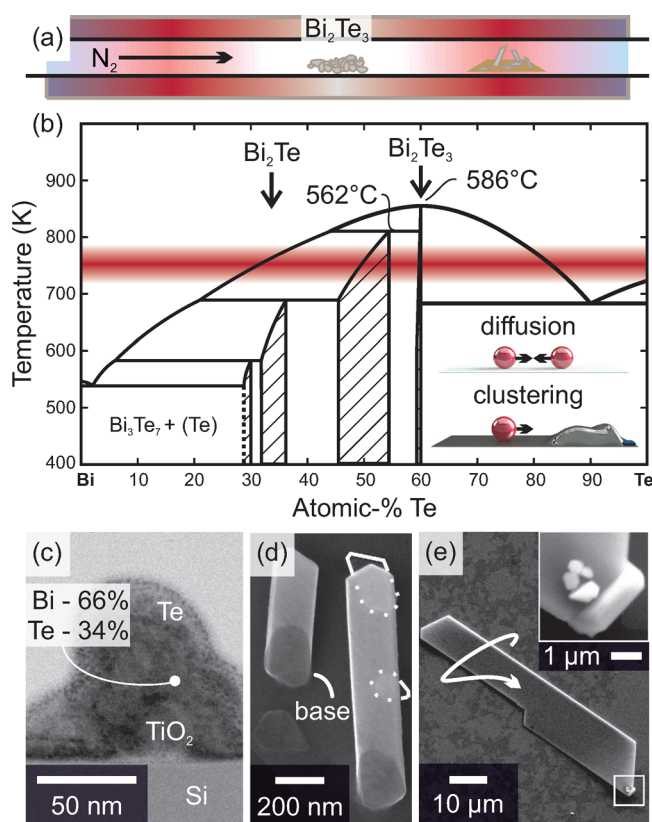 (a)
Bi₂Te₃
N₂
(b)
Bi₂Te
Bi₂Te₃
562°C
586°C
900
800
700
600
500
400
Temperature (K)
diffusion
clustering
Bi₃Te₇ + (Te)
Bi
10
20
30
40
50
60
70
80
90
Te
Atomic-% Te
(c)
Bi - 66%
Te - 34%
Te
TiO₂
Si
50 nm
(d)
base
200 nm
(e)
1 µm
10 µm